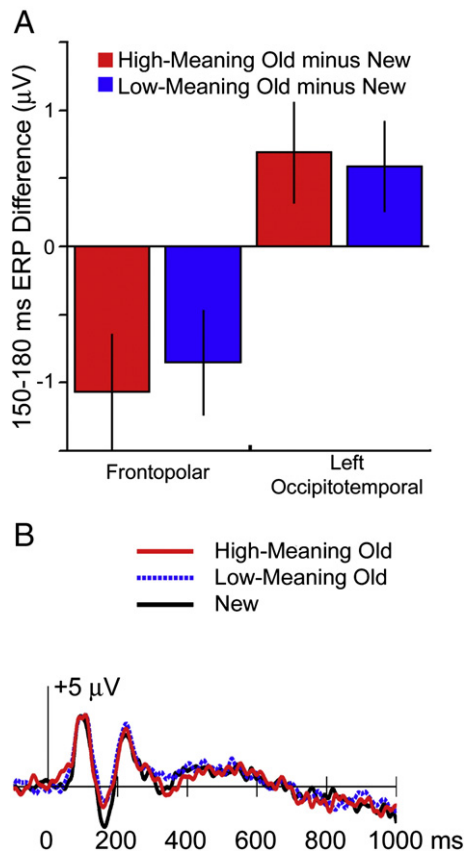 A
High-Meaning Old minus New
Low-Meaning Old minus New
150-180 ms ERP Difference (µV)
1
0
-1
Frontopolar
Left
Occipitotemporal
B
High-Meaning Old
Low-Meaning Old
New
+5 µV
0 200 400 600 800 1000 ms